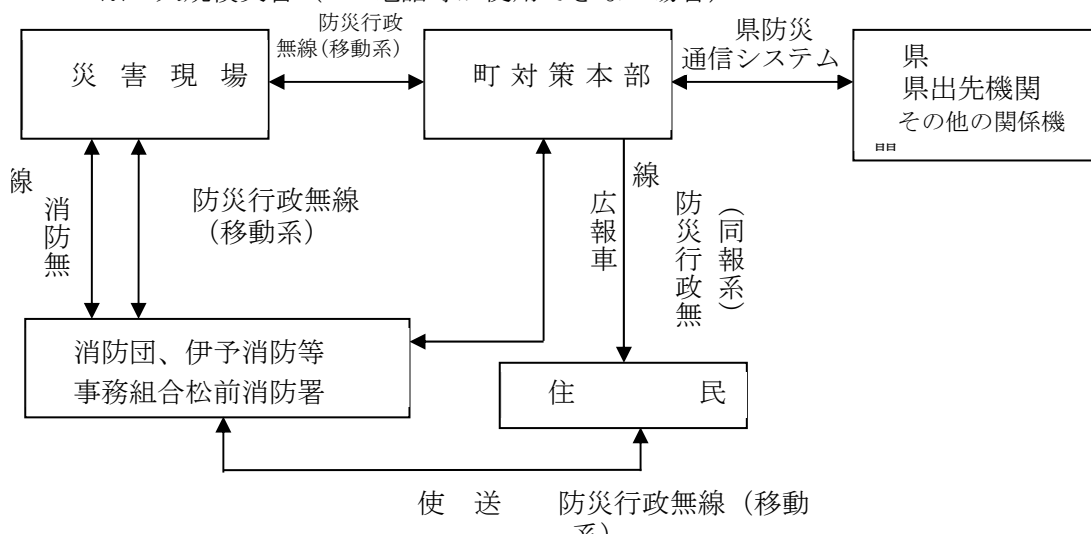 防災行政
無線(移動系)
県防災
通信システム
災害現場
町対策本部
県
県出先機関
その他の関係機
関
防災行政無線
(移動系)
消防無
線
広報車
防災行政無
線
(同報系)
消防団、伊予消防等
事務組合松前消防署
住民
使送 防災行政無線(移動
系)